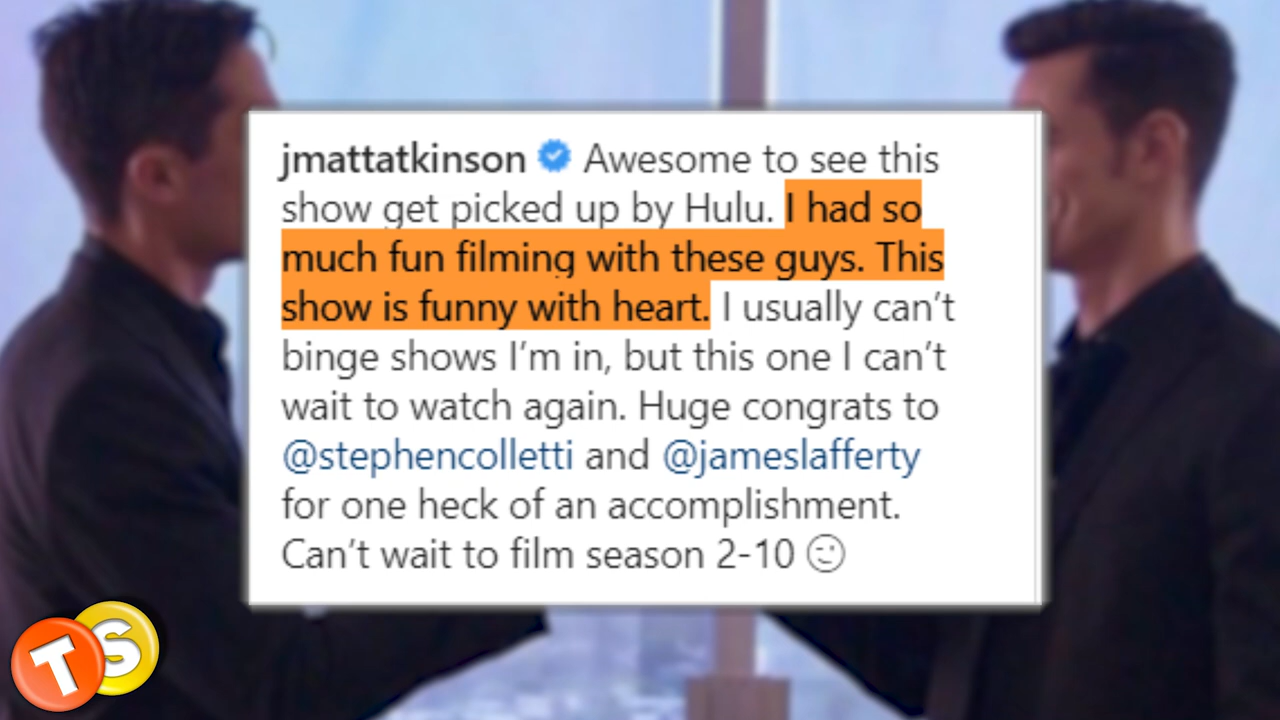 jmattatkinson Awesome to see this
show get picked up by Hulu. I had so
much fun filming with these guys. This
show is funny with heart. I usually can’t
binge shows I’m in, but this one I can’t
wait to watch again. Huge congrats to
@stephencolletti and @jameslafferty
for one heck of an accomplishment.
Can’t wait to film season 2-10
TS